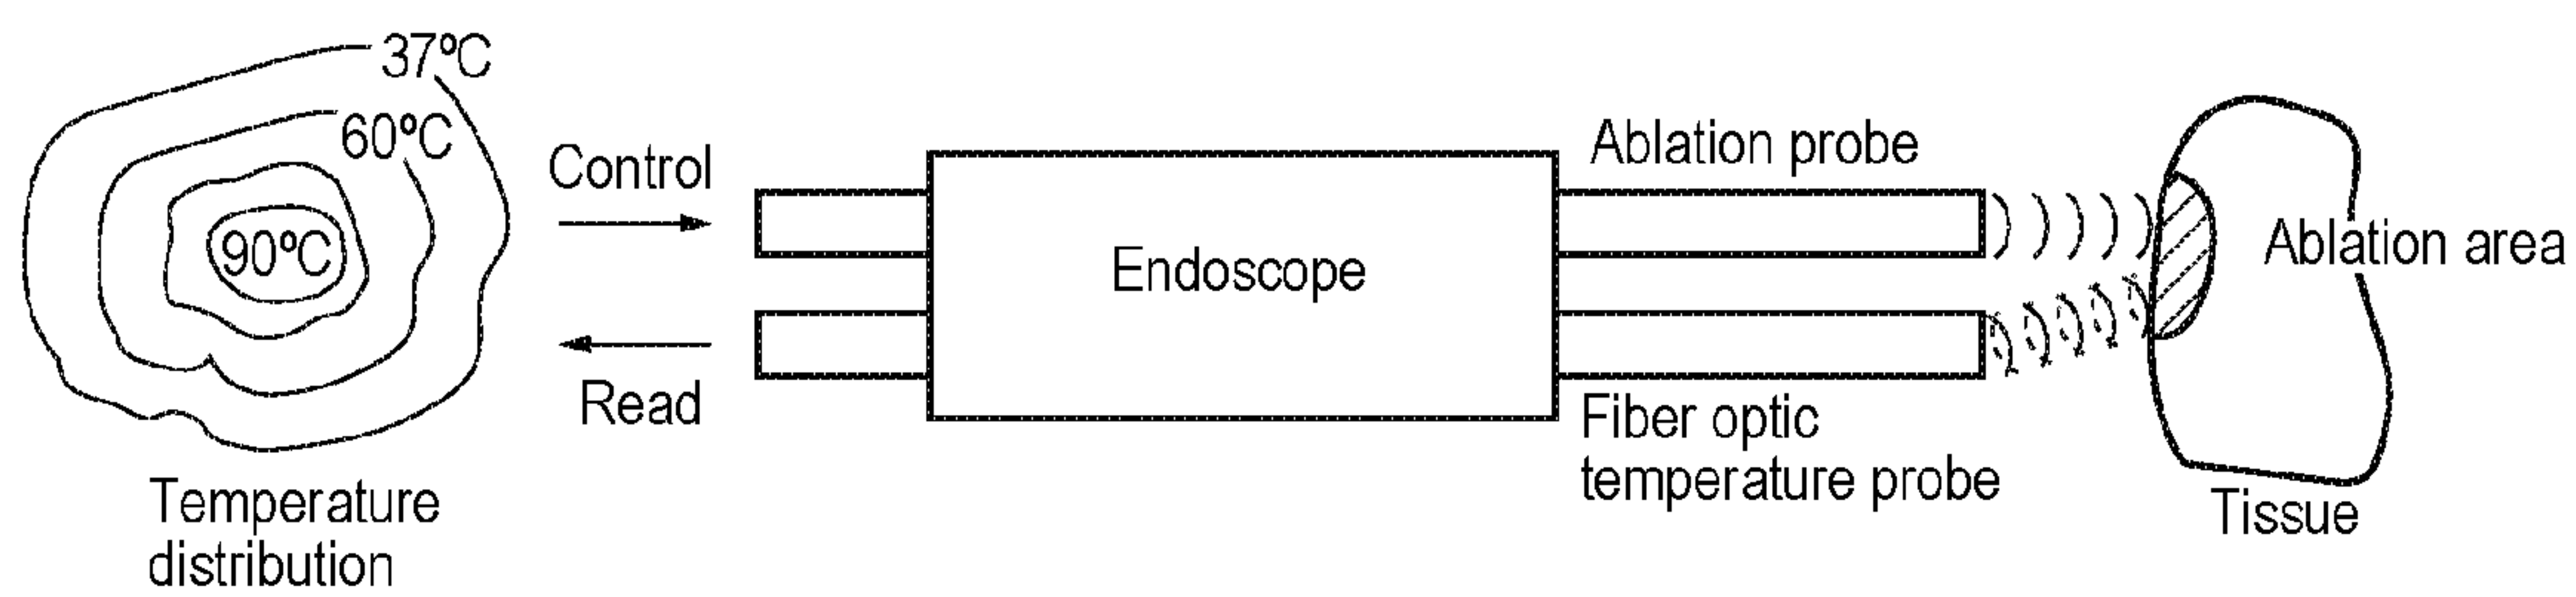 37ºC
60ºC
90ºC
Temperature
distribution
Control
Read
Endoscope
Ablation probe
Fiber optic
temperature probe
Ablation area
Tissue